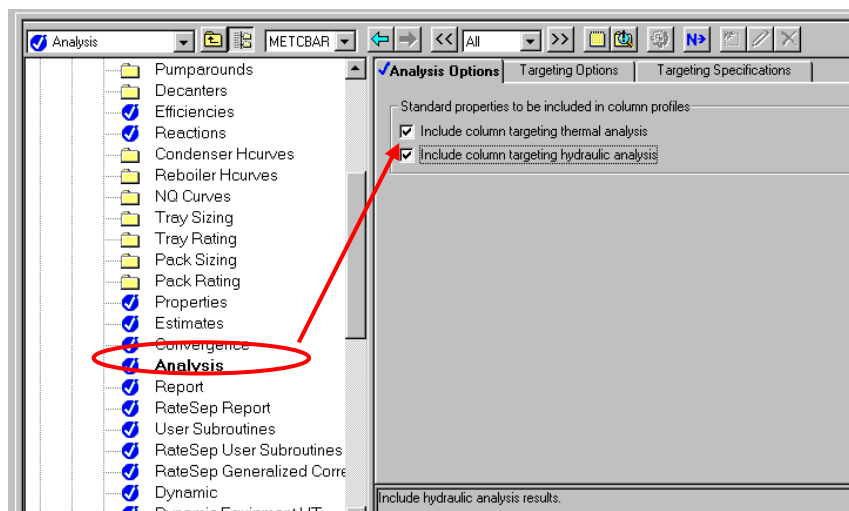 Analysis
METCBAR
<<
All
>>
N>
Pumparounds
Decanters
Efficiencies
Reactions
Condenser Hcurves
Reboiler Hcurves
NQ Curves
Tray Sizing
Tray Rating
Pack Sizing
Pack Rating
Properties
Estimates
Convergence
Analysis
Report
RateSep Report
User Subroutines
RateSep User Subroutines
RateSep Generalized Corre
Dynamic
Dynamic Equipment HT
Analysis Options
Targeting Options
Targeting Specifications
Standard properties to be included in column profiles
Include column targeting thermal analysis
Include column targeting hydraulic analysis
Include hydraulic analysis results.